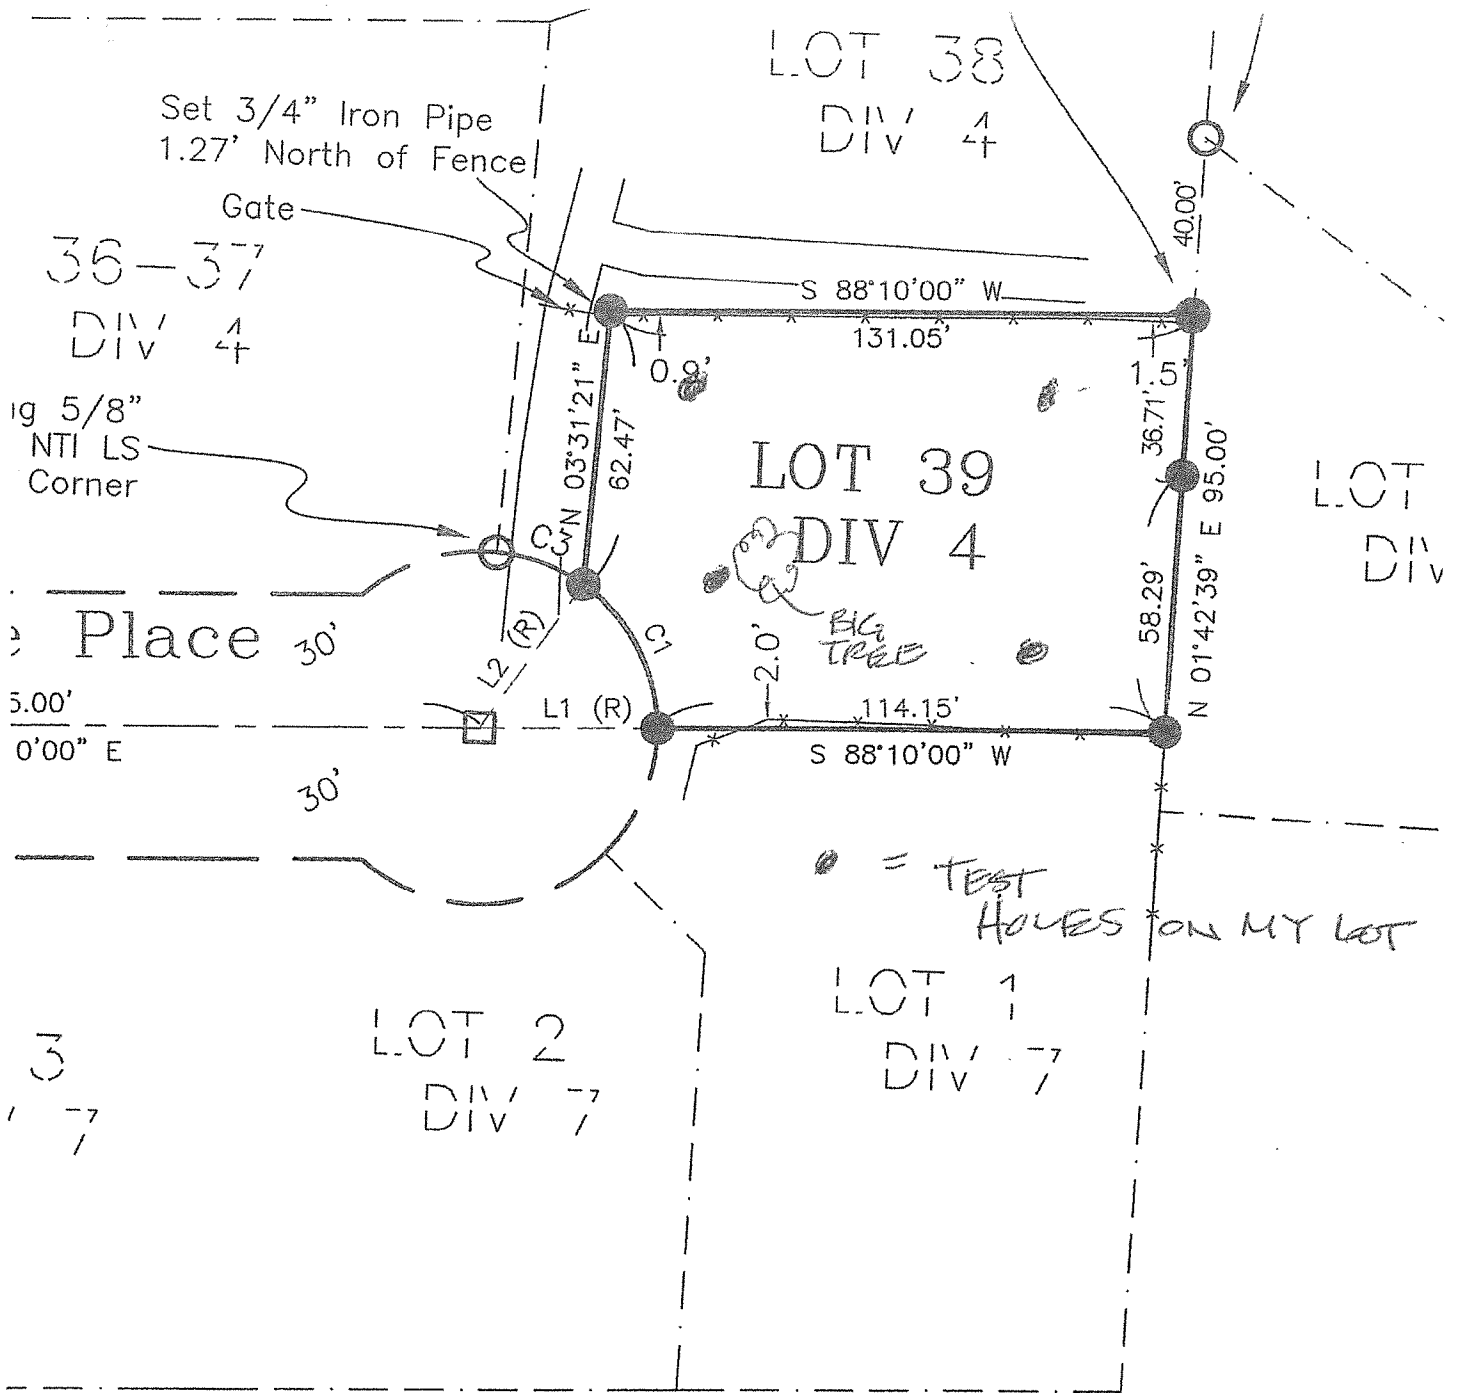 LOT 38
DIV 4
Set 3/4" Iron Pipe
1.27' North of Fence
Gate
40.00'
36-37
DIV 4
S 88°10'00" W
131.05'
0.9'
1.5'
N 03°31'21" E
62.47'
36.71'
N 01°42'39" E 95.00'
58.29'
5/8"
NTI LS
Corner
LOT 39
DIV 4
LOT
DIV
C3
C1
Place
30'
L2 (R)
BIG
TREE
2.0'
5.00'
L1 (R)
114.15'
0'00" E
S 88°10'00" W
30'
= TEST
HOLES ON MY LOT
LOT 1
DIV 7
LOT 2
DIV 7
3
7